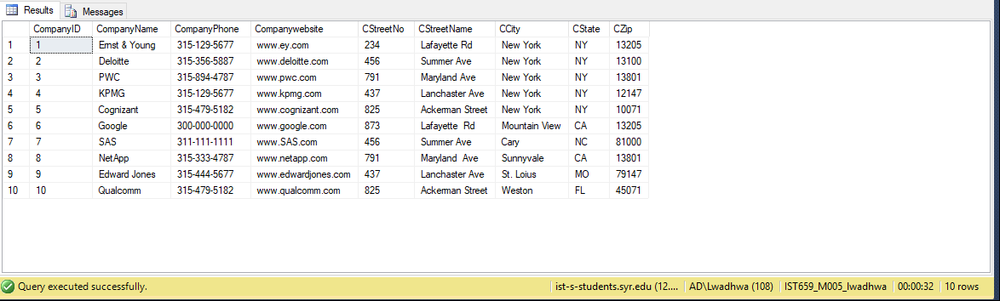 Results Messages
CompanyID CompanyName CompanyPhone Companywebsite CStreetNo CStreetName CCity CState CZip
1 1 Ernst & Young 315-129-5677 www.ey.com 234 Lafayette Rd New York NY 13205
2 2 Deloitte 315-356-5887 www.deloitte.com 456 Summer Ave New York NY 13100
3 3 PWC 315-894-4787 www.pwc.com 791 Maryland Ave New York NY 13801
4 4 KPMG 315-129-5677 www.kpmg.com 437 Lanchaster Ave New York NY 12147
5 5 Cognizant 315-479-5182 www.cognizant.com 825 Ackerman Street New York NY 10071
6 6 Google 300-000-0000 www.google.com 873 Lafayette  Rd Mountain View CA 13205
7 7 SAS 311-111-1111 www.SAS.com 456 Summer Ave Cary NC 81000
8 8 NetApp 315-333-4787 www.netapp.com 791 Maryland  Ave Sunnyvale CA 13801
9 9 Edward Jones 315-444-5677 www.edwardjones.com 437 Lanchaster Ave St. Loius MO 79147
10 10 Qualcomm 315-479-5182 www.qualcomm.com 825 Ackerman Street Weston FL 45071
Query executed successfully. ist-s-students.syr.edu (12.... AD\Lwadhwa (108) IST659_M005_lwadhwa 00:00:32 10 rows